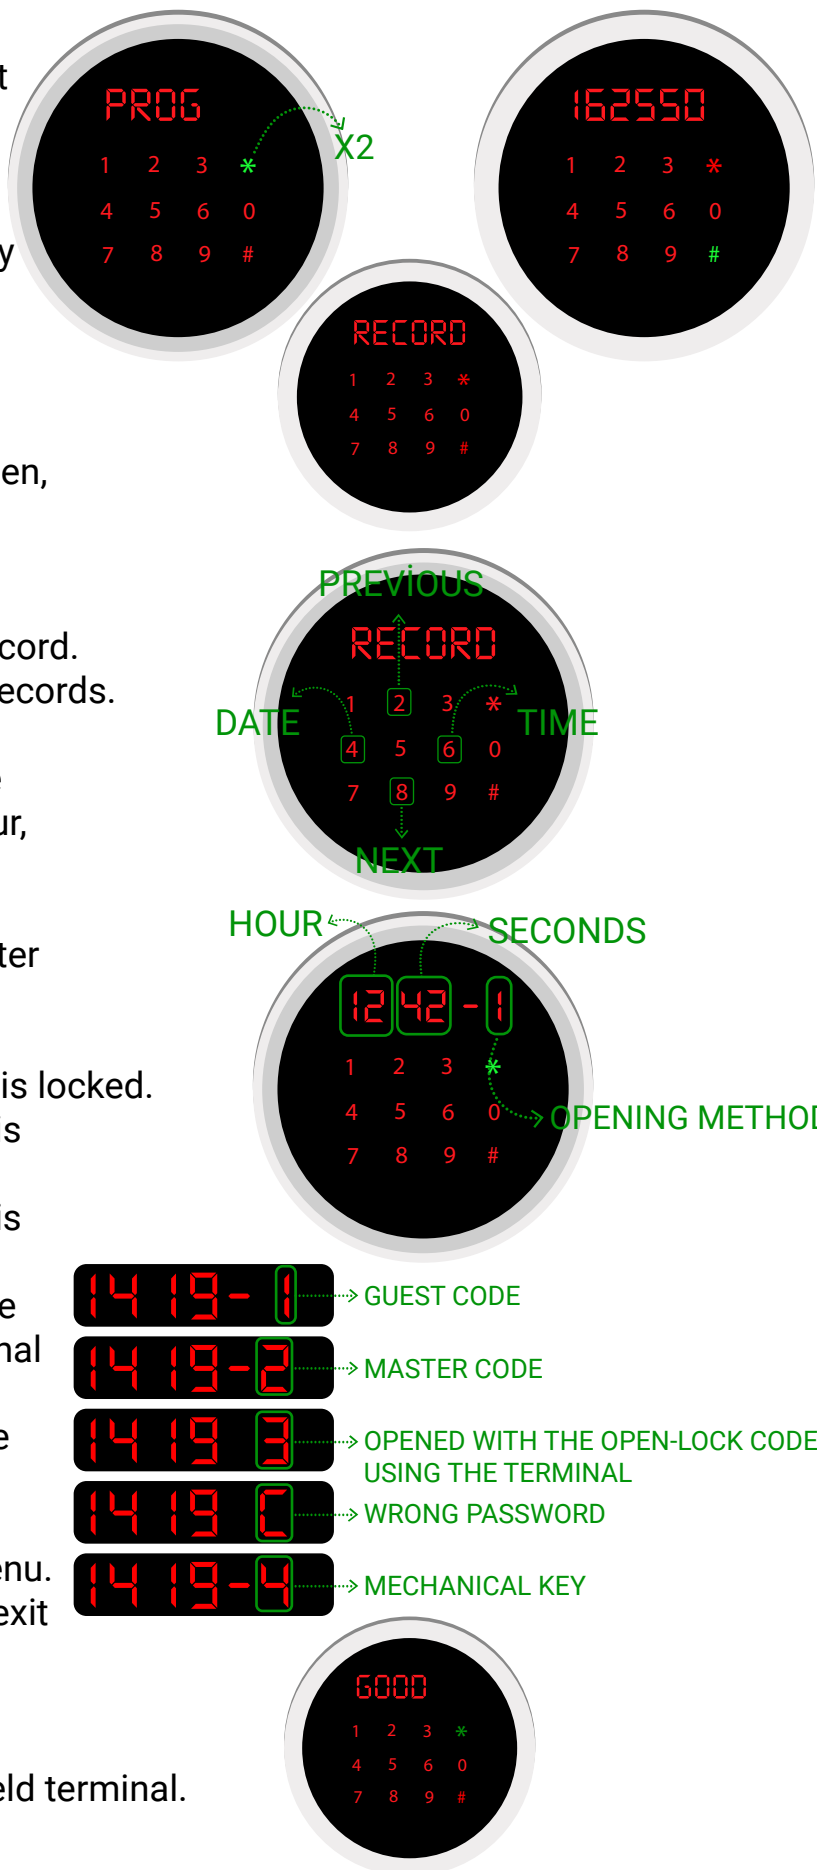 t
PROG
X2
1 2 3 *
4 5 6 0
7 8 9 #
162550
1 2 3 *
4 5 6 0
7 8 9 #
y
RECORD
1 2 3 *
4 5 6 0
7 8 9 #
en,
PREVİOUS
RECORD
cord.
ecords.
1 2 3 *
DATE
TIME
4 5 6 0
7 8 9 #
e
ur,
NEXT
HOUR
SECONDS
ter
12 42 - 1
1 2 3 *
4 5 6 0
7 8 9 #
OPENING METHOD
is locked.
is
is
1419-1
GUEST CODE
e
nal
1419-2
MASTER CODE
e
1419 3
OPENED WITH THE OPEN-LOCK CODE
USING THE TERMINAL
1419 C
WRONG PASSWORD
enu.
1419-4
MECHANICAL KEY
exit
GOOD
1 2 3 *
4 5 6 0
7 8 9 #
eld terminal.